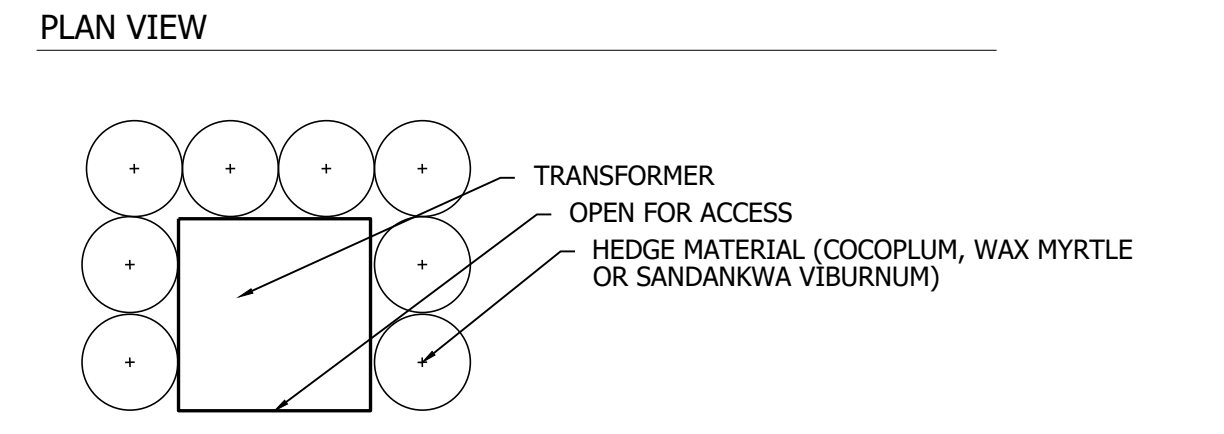 PLAN VIEW
TRANSFORMER
OPEN FOR ACCESS
HEDGE MATERIAL (COCOPLUM, WAX MYRTLE
OR SANDANKWA VIBURNUM)